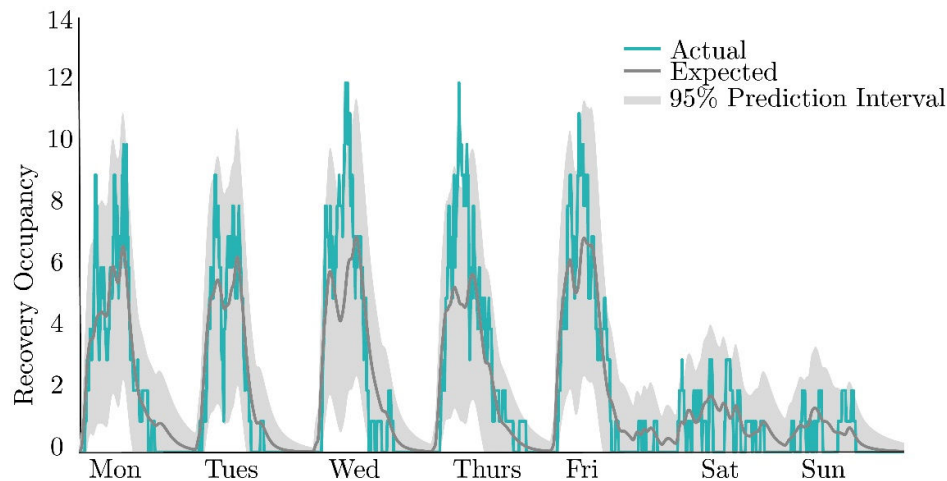 14
12
10
8
6
4
2
0
Recovery Occupancy
Actual
Expected
95% Prediction Interval
Mon Tues Wed Thurs Fri Sat Sun